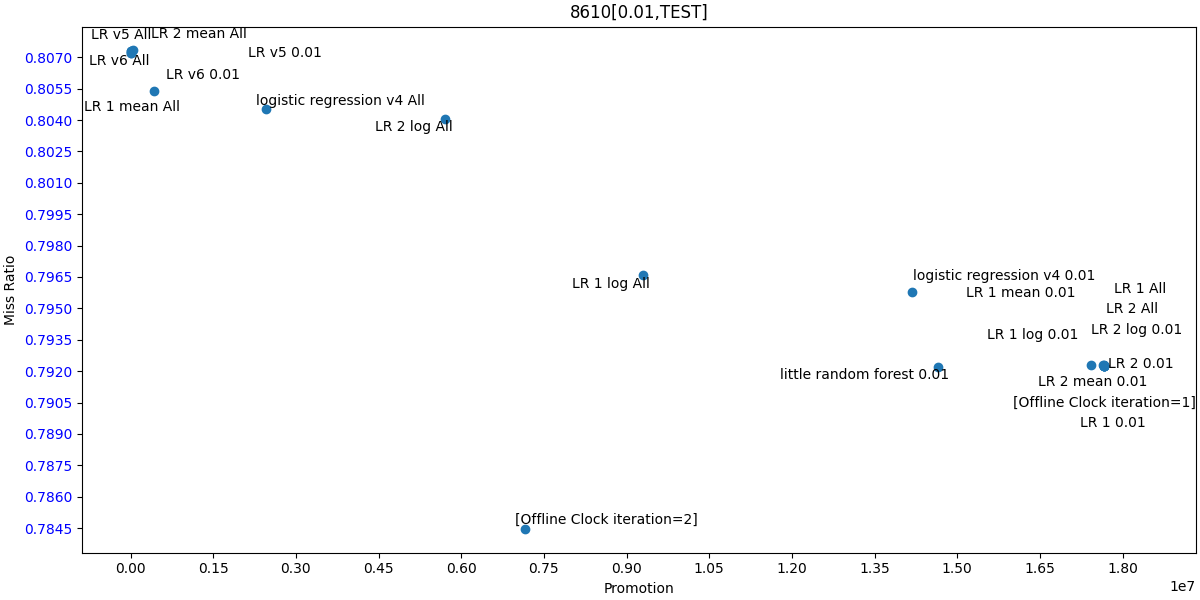 8610[0.01,TEST]
LR v5 All
LR 2 mean All
LR v6 All
LR v5 0.01
LR v6 0.01
LR 1 mean All
logistic regression v4 All
LR 2 log All
LR 1 log All
logistic regression v4 0.01
LR 1 mean 0.01
LR 1 All
LR 2 All
LR 1 log 0.01
LR 2 log 0.01
LR 2 0.01
little random forest 0.01
LR 2 mean 0.01
[Offline Clock iteration=1]
LR 1 0.01
[Offline Clock iteration=2]
Miss Ratio
0.8070
0.8055
0.8040
0.8025
0.8010
0.7995
0.7980
0.7965
0.7950
0.7935
0.7920
0.7905
0.7890
0.7875
0.7860
0.7845
0.00 0.15 0.30 0.45 0.60 0.75 0.90 1.05 1.20 1.35 1.50 1.65 1.80
1e7
Promotion